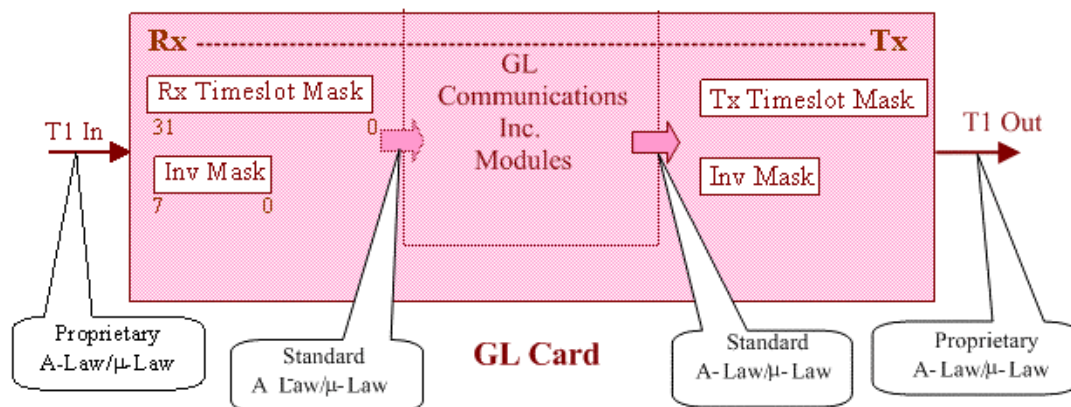 Rx
Tx
GL
Communications
Inc.
Modules
Rx Timeslot Mask
31 0
Inv Mask
7 0
Tx Timeslot Mask
Inv Mask
T1 In
T1 Out
Proprietary
A-Law/μ-Law
Standard
A Law/μ- Law
GL Card
Standard
A- Law/μ- Law
Proprietary
A- Law/μ- Law